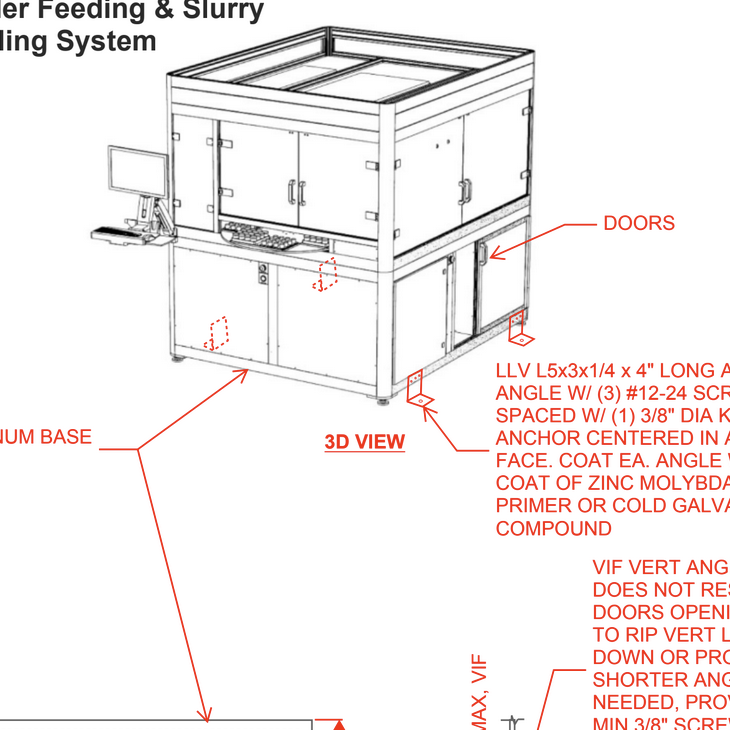 der Feeding & Slurry
ling System
DOORS
LLV L5x3x1/4 x 4" LONG A
ANGLE W/ (3) #12-24 SCR
SPACED W/ (1) 3/8" DIA K
ANCHOR CENTERED IN A
FACE. COAT EA. ANGLE W
COAT OF ZINC MOLYBDA
PRIMER OR COLD GALVA
COMPOUND
NUM BASE
3D VIEW
VIF VERT ANG
DOES NOT RES
DOORS OPENI
TO RIP VERT L
DOWN OR PRO
SHORTER ANG
NEEDED, PROV
MIN 3/8" SCREW
MAX, VIF